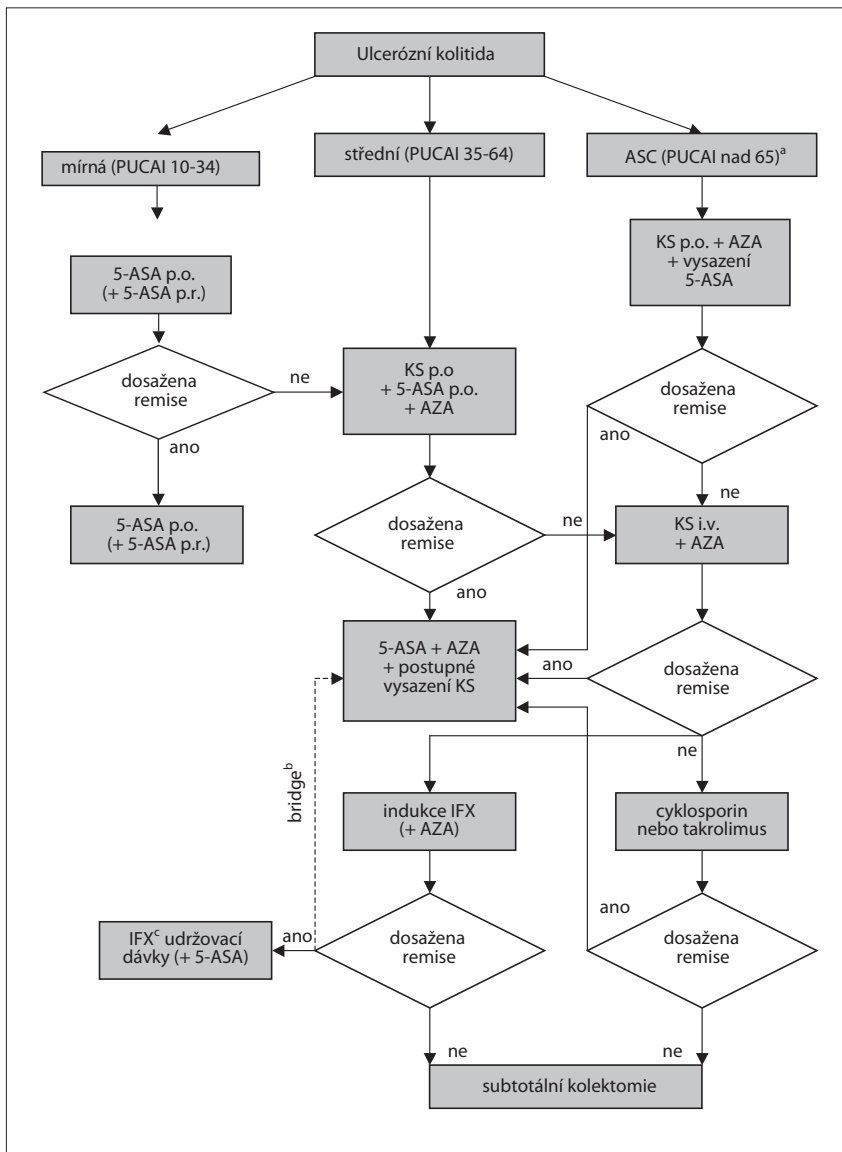 Ulcerózní kolitida
mírná (PUCAI 10-34)
střední (PUCAI 35-64)
ASC (PUCAI nad 65)a
5-ASA p.o.
(+ 5-ASA p.r.)
KS p.o. + AZA
+ vysazení
5-ASA
dosažena
remise
ne
ano
KS p.o
+ 5-ASA p.o.
+ AZA
dosažena
remise
ano
ne
5-ASA p.o.
(+ 5-ASA p.r.)
dosažena
remise
ne
ano
KS i.v.
+ AZA
5-ASA + AZA
+ postupné
vysazení KS
ano
dosažena
remise
ne
bridgeb
indukce IFX
(+ AZA)
cyklosporin
nebo takrolimus
IFXc udržovací
dávky (+ 5-ASA)
ano
dosažena
remise
ano
dosažena
remise
ne
ne
subtotální kolektomie